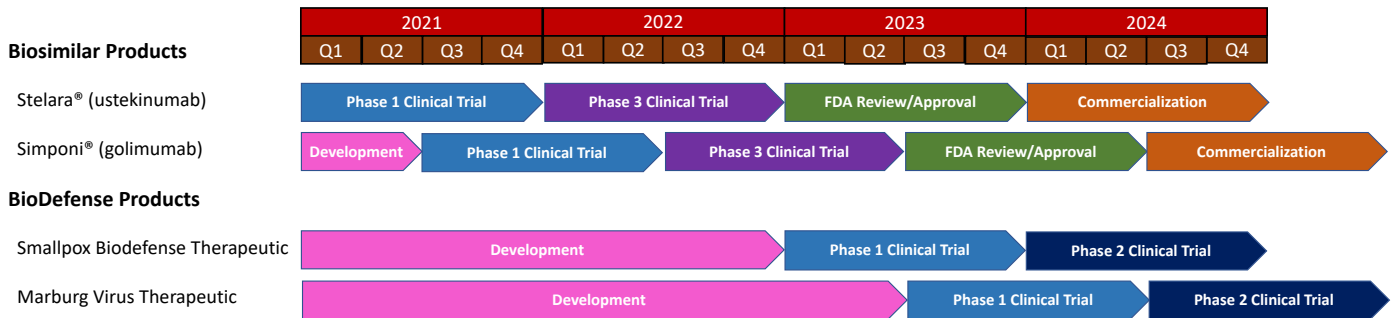 2021 2022 2023 2024
Biosimilar Products Q1 Q2 Q3 Q4 Q1 Q2 Q3 Q4 Q1 Q2 Q3 Q4 Q1 Q2 Q3 Q4
Stelara® (ustekinumab) Phase 1 Clinical Trial Phase 3 Clinical Trial FDA Review/Approval Commercialization
Simponi® (golimumab) Development Phase 1 Clinical Trial Phase 3 Clinical Trial FDA Review/Approval Commercialization
BioDefense Products
Smallpox Biodefense Therapeutic Development Phase 1 Clinical Trial Phase 2 Clinical Trial
Marburg Virus Therapeutic Development Phase 1 Clinical Trial Phase 2 Clinical Trial